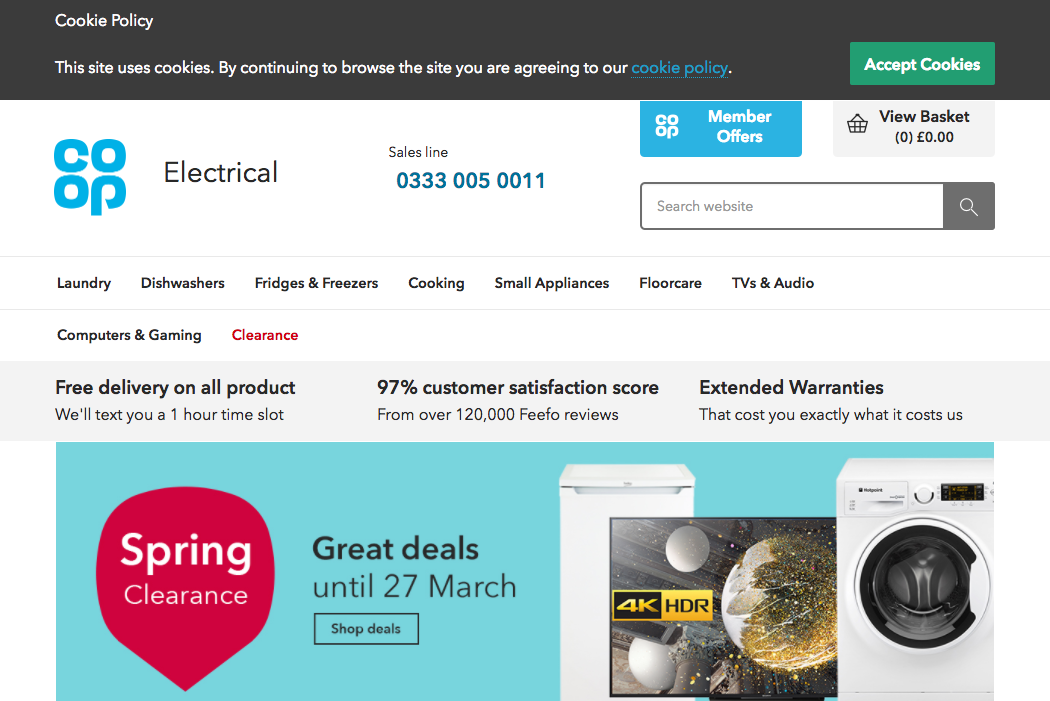 Cookie Policy
This site uses cookies. By continuing to browse the site you are agreeing to our cookie policy.
Accept Cookies
co
op
Electrical
Sales line
0333 005 0011
co
op
Member
Offers
View Basket
(0) £0.00
Search website
Laundry
Dishwashers
Fridges & Freezers
Cooking
Small Appliances
Floorcare
TVs & Audio
Computers & Gaming
Clearance
Free delivery on all product
We'll text you a 1 hour time slot
97% customer satisfaction score
From over 120,000 Feefo reviews
Extended Warranties
That cost you exactly what it costs us
Spring
Clearance
Great deals
until 27 March
Shop deals
4K HDR
Hotpoint